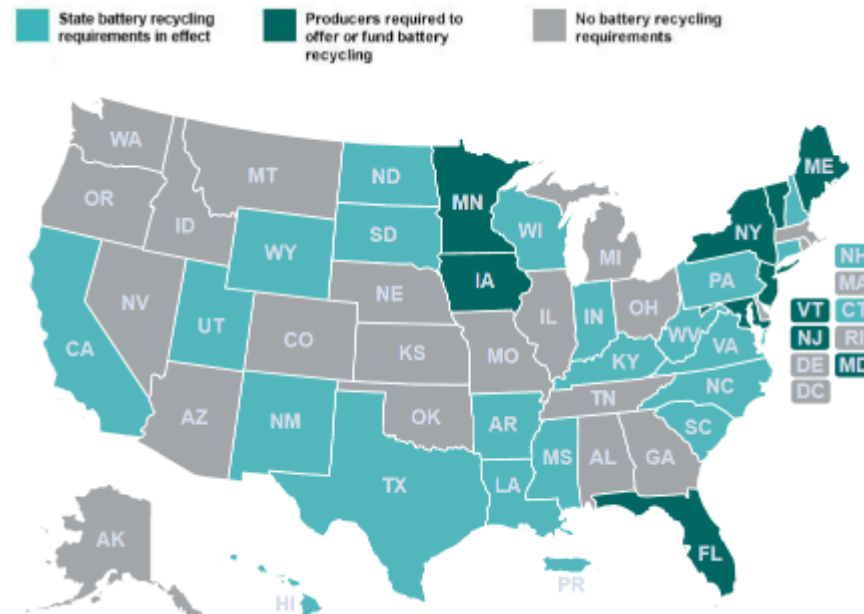 State battery recycling
requirements in effect
Producers required to
offer or fund battery
recycling
No battery recycling
requirements
WA
OR
ID
MT
ND
MN
WI
MI
NY
ME
WY
SD
IA
NE
NV
UT
CO
CA
KS
MO
IL
IN
OH
PA
WV
VA
KY
NC
TN
SC
AZ
NM
OK
AR
TX
LA
MS
AL
GA
FL
AK
HI
PR
NH
MA
VT
CT
NJ
RI
DE
MD
DC